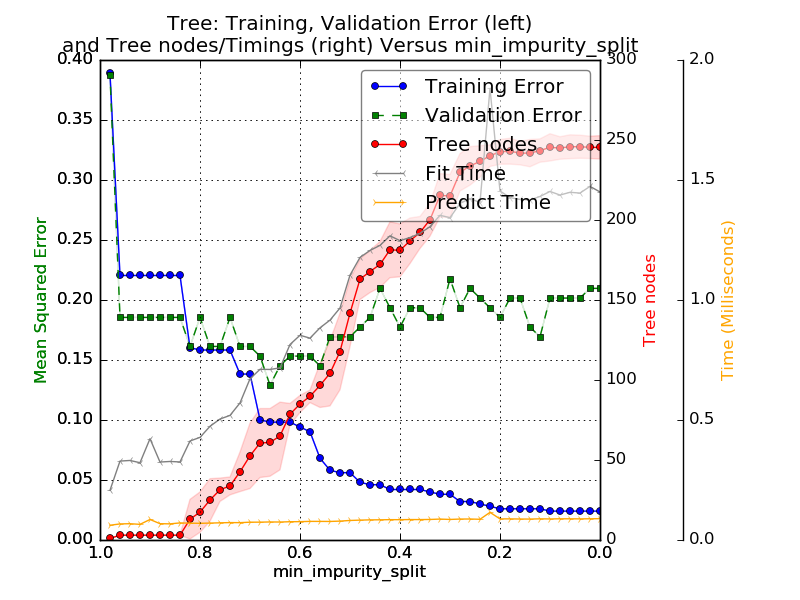 Tree: Training, Validation Error (left)
and Tree nodes/Timings (right) Versus min_impurity_split
Training Error
Validation Error
Tree nodes
Fit Time
Predict Time
Mean Squared Error
0.40
0.35
0.30
0.25
0.20
0.15
0.10
0.05
0.00
1.0 0.8 0.6 0.4 0.2 0.0
min_impurity_split
300
250
200
150
100
50
0
Tree nodes
2.0
1.5
1.0
0.5
0.0
Time (Milliseconds)